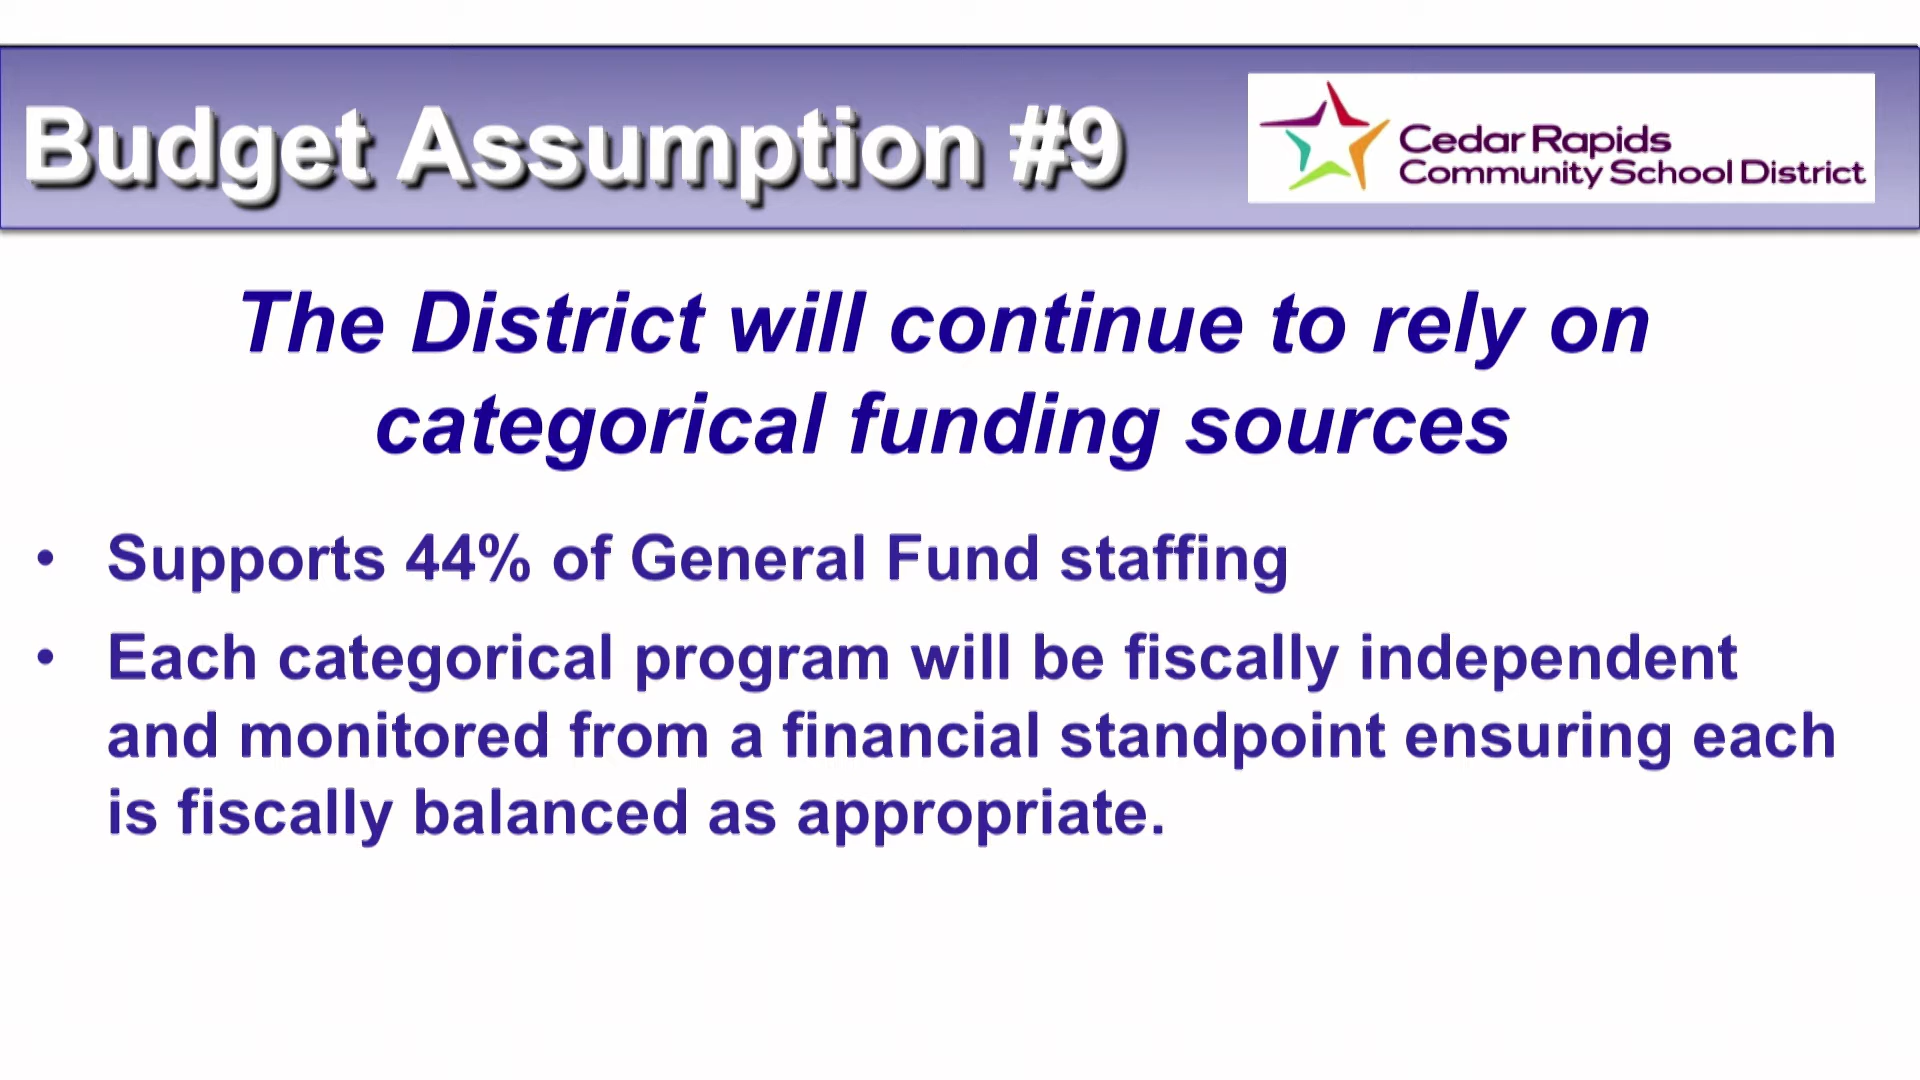 Budget Assumption #9
Cedar Rapids
Community School District
The District will continue to rely on
categorical funding sources
• Supports 44% of General Fund staffing
• Each categorical program will be fiscally independent
and monitored from a financial standpoint ensuring each
is fiscally balanced as appropriate.